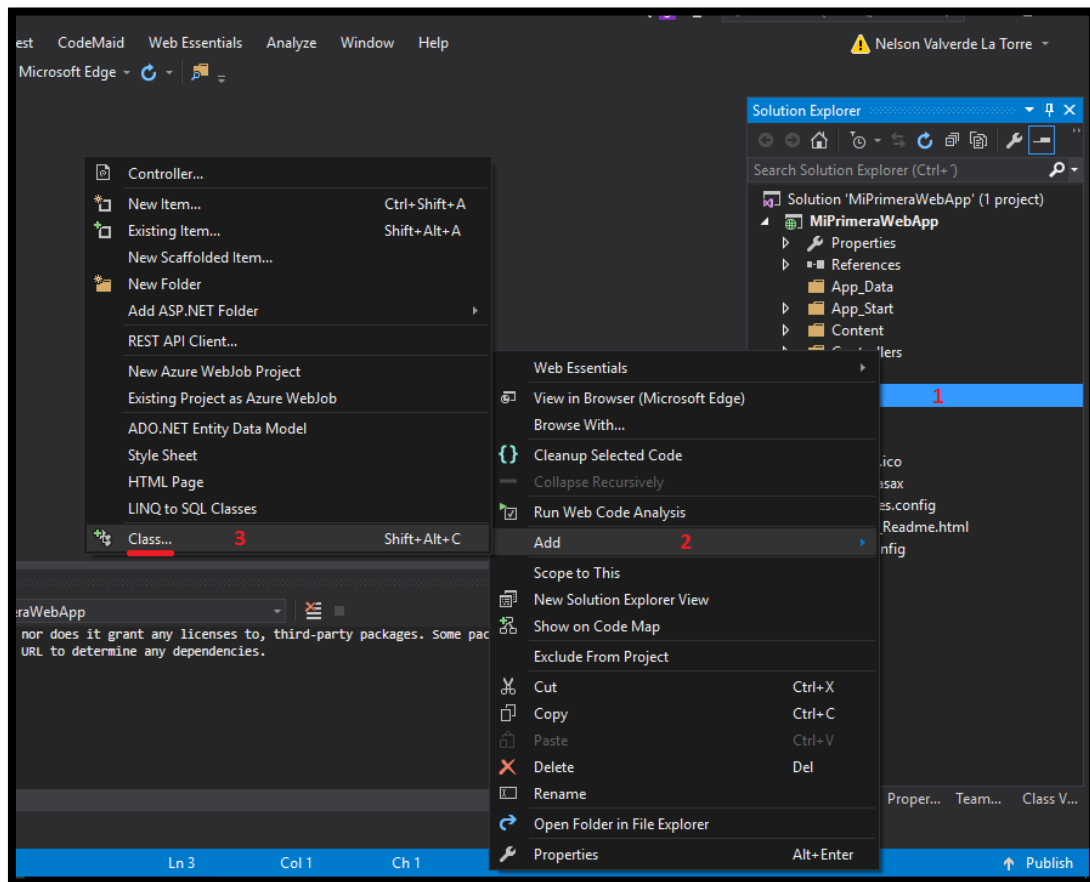 est CodeMaid Web Essentials Analyze Window Help
Nelson Valverde La Torre
Microsoft Edge
Solution Explorer
Search Solution Explorer (Ctrl+´)
Solution 'MiPrimeraWebApp' (1 project)
MiPrimeraWebApp
Properties
References
App_Data
App_Start
Content
lers
1
.ico
asax
es.config
_Readme.html
nfig
Controller...
New Item... Ctrl+Shift+A
Existing Item... Shift+Alt+A
New Scaffolded Item...
New Folder
Add ASP.NET Folder
REST API Client...
New Azure WebJob Project
Existing Project as Azure WebJob
ADO.NET Entity Data Model
Style Sheet
HTML Page
LINQ to SQL Classes
Class... 3 Shift+Alt+C
Web Essentials
View in Browser (Microsoft Edge)
Browse With...
Cleanup Selected Code
Collapse Recursively
Run Web Code Analysis
Add 2
Scope to This
New Solution Explorer View
Show on Code Map
Exclude From Project
Cut Ctrl+X
Copy Ctrl+C
Paste Ctrl+V
Delete Del
Rename
Open Folder in File Explorer
Properties Alt+Enter
eraWebApp
nor does it grant any licenses to, third-party packages. Some pac
URL to determine any dependencies.
Proper... Team... Class V...
Ln 3 Col 1 Ch 1
Publish